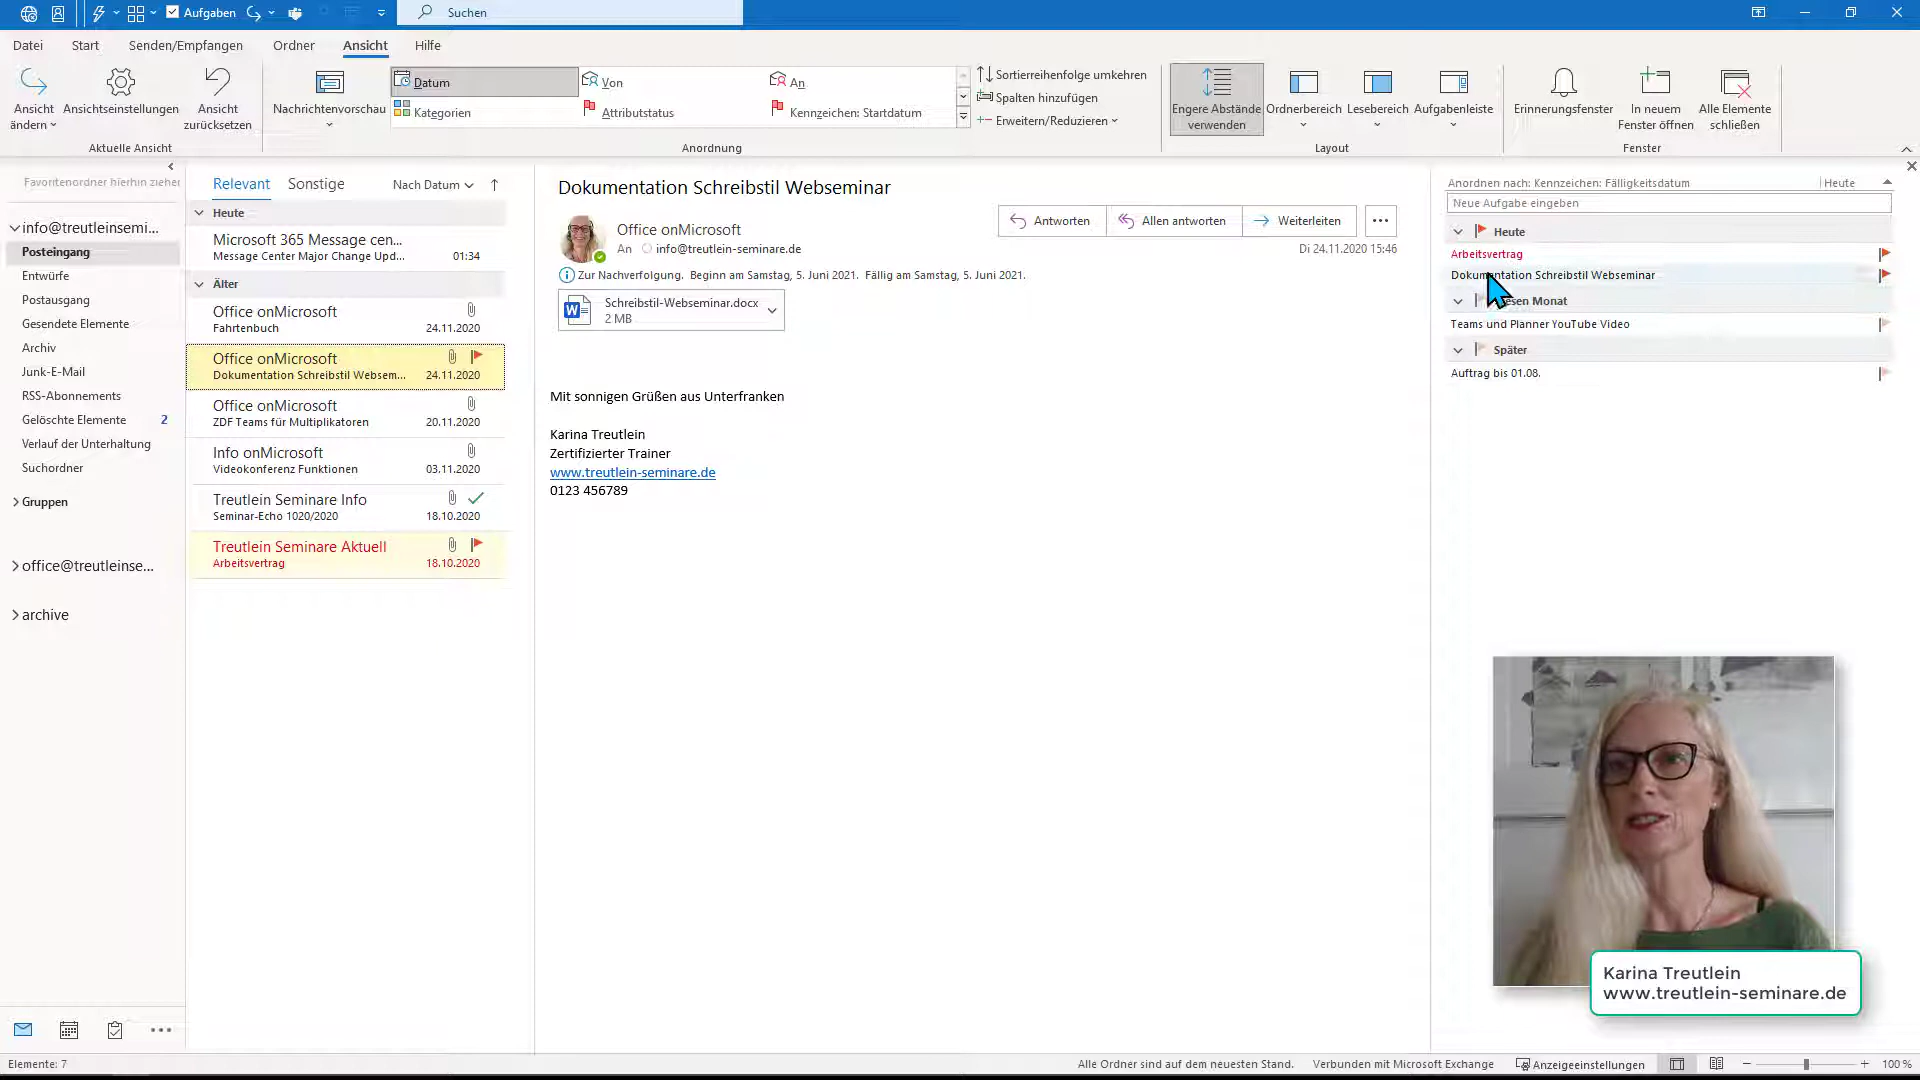 Aufgaben
Suchen
Datei
Start
Senden/Empfangen
Ordner
Ansicht
Hilfe
Ansicht
ändern
Ansichtseinstellungen
Ansicht
zurücksetzen
Aktuelle Ansicht
Nachrichtenvorschau
Datum
Von
An
Kategorien
Attributstatus
Kennzeichen: Startdatum
Sortierreihenfolge umkehren
Spalten hinzufügen
Erweitern/Reduzieren
Anordnung
Engere Abstände
verwenden
Ordnerbereich
Lesebereich
Aufgabenleiste
Layout
Erinnerungsfenster
In neuem
Fenster öffnen
Alle Elemente
schließen
Fenster
Favoritenordner hierhin ziehen
info@treutleinsemi...
Posteingang
Entwürfe
Postausgang
Gesendete Elemente
Archiv
Junk-E-Mail
RSS-Abonnements
Gelöschte Elemente 2
Verlauf der Unterhaltung
Suchordner
Gruppen
office@treutleinse...
archive
Relevant
Sonstige
Nach Datum
Heute
Microsoft 365 Message cen...
Message Center Major Change Upd... 01:34
Älter
Office onMicrosoft
Fahrtenbuch 24.11.2020
Office onMicrosoft
Dokumentation Schreibstil Websem... 24.11.2020
Office onMicrosoft
ZDF Teams für Multiplikatoren 20.11.2020
Info onMicrosoft
Videokonferenz Funktionen 03.11.2020
Treutlein Seminare Info
Seminar-Echo 1020/2020 18.10.2020
Treutlein Seminare Aktuell
Arbeitsvertrag 18.10.2020
Dokumentation Schreibstil Webseminar
Office onMicrosoft
An info@treutlein-seminare.de
Antworten
Allen antworten
Weiterleiten
Di 24.11.2020 15:46
Zur Nachverfolgung. Beginn am Samstag, 5. Juni 2021. Fällig am Samstag, 5. Juni 2021.
Schreibstil-Webseminar.docx
2 MB
Mit sonnigen Grüßen aus Unterfranken
Karina Treutlein
Zertifizierter Trainer
www.treutlein-seminare.de
0123 456789
Anordnen nach: Kennzeichen: Fälligkeitsdatum
Heute
Neue Aufgabe eingeben
Heute
Arbeitsvertrag
Dokumentation Schreibstil Webseminar
Monat
Teams und Planner YouTube Video
Später
Auftrag bis 01.08.
Karina Treutlein
www.treutlein-seminare.de
Elemente: 7
Alle Ordner sind auf dem neuesten Stand.
Verbunden mit Microsoft Exchange
Anzeigeeinstellungen
100 %